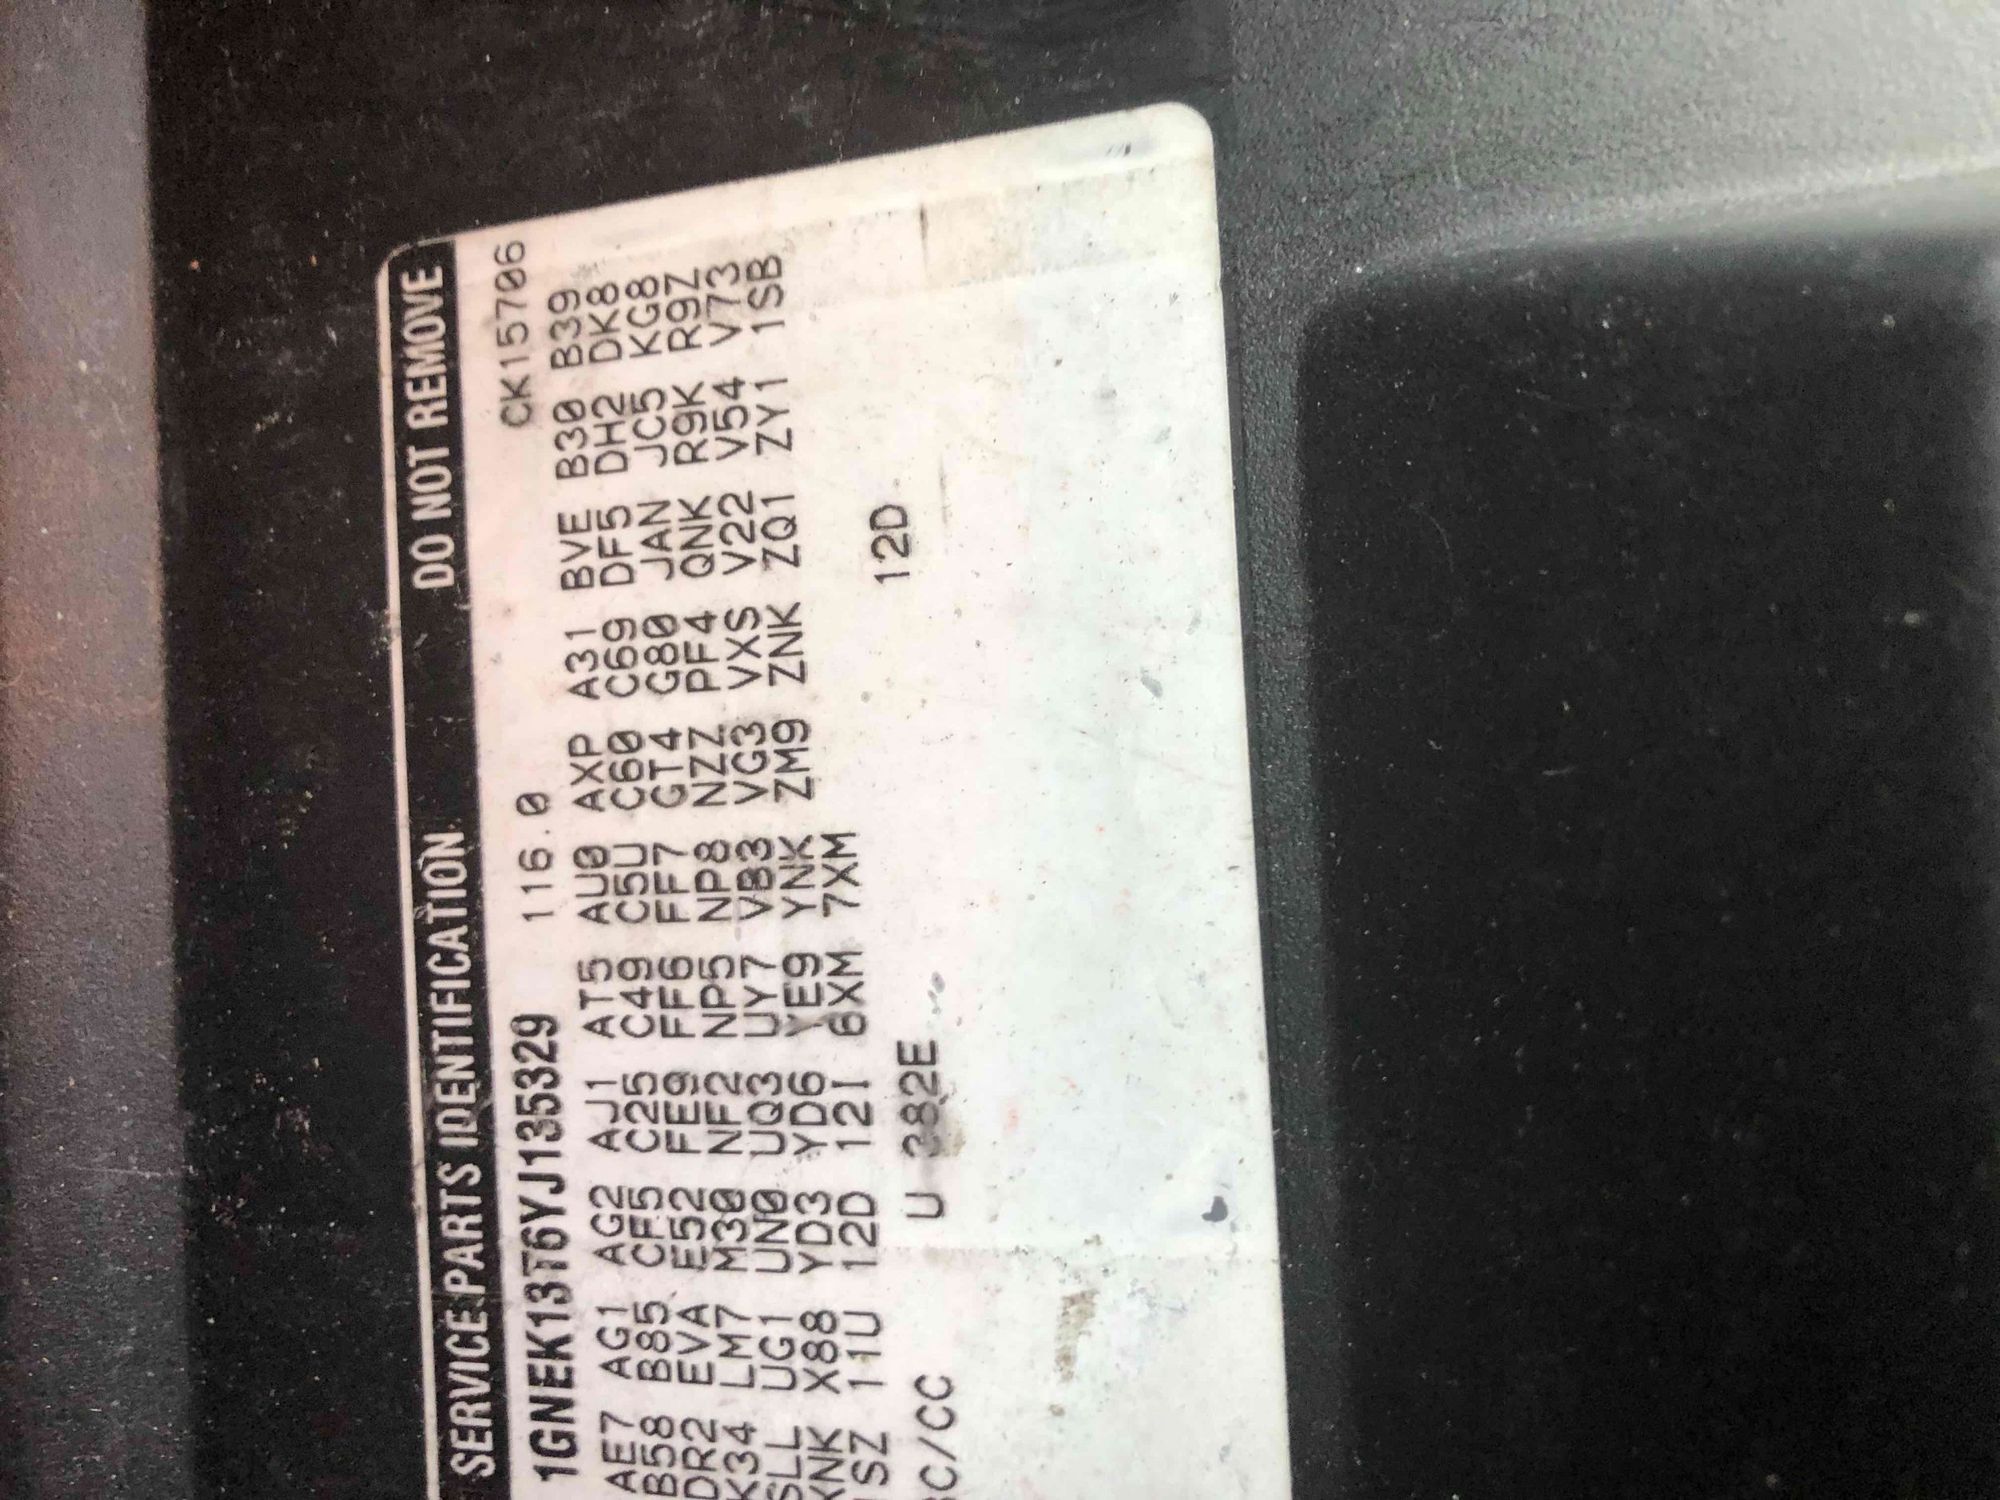 SERVICE PARTS IDENTIFICATION DO NOT REMOVE
1GNEK13T6YJ135329 116.0 CK15706
AE7 AG1 AG2 AJ1 AT5 AU0 AXP A31 BVE B30 B39
B58 B85 CF5 C25 C49 C5U C60 C69 DF5 DH2 DK8
DR2 EVA E52 FE9 FF6 FF7 GT4 G80 JAN JC5 KG8
K34 LM7 M30 NF2 NP5 NP8 NZZ PF4 QNK R9K R9Z
SLL UG1 UN0 UQ3 UY7 VB3 VG3 VXS V22 V54 V73
XNK X88 YD3 YD6 YE9 YNK ZM9 ZNK ZQ1 ZY1 1SB
1SZ 11U 12D 12I 6XM 7XM
BC/CC U 382E 12D